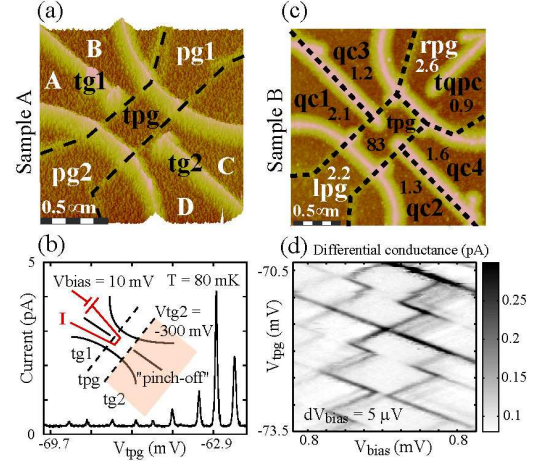 (a)
Sample A
B
pg1
A
tg1
tpg
pg2
tg2
C
D
0.5∝m
(c)
Sample B
qc3
1.2
rpg
2.6
tqpc
0.9
qc1
2.1
tpg
83
1.6
qc4
2.2
lpg
1.3
qc2
0.5∝m
(b)
Vbias = 10 mV
T = 80 mK
I
Vtg2 =
-300 mV
tg1
tpg
tg2
"pinch-off"
Current (pA)
5
0
-69.7
-62.9
Vtpg (mV)
(d)
Differential conductance (pA)
-70.5
Vtpg (mV)
-73.5
dVbias = 5 µV
0.8
0.8
Vbias (mV)
0.25
0.2
0.15
0.1